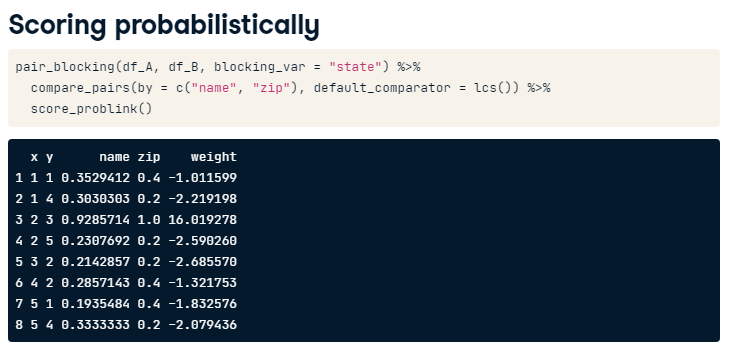 Scoring probabilistically
pair_blocking(df_A, df_B, blocking_var = "state") %>%
  compare_pairs(by = c("name", "zip"), default_comparator = lcs()) %>%
  score_problink()
  x y      name zip    weight
1 1 1 0.3529412 0.4 -1.011599
2 1 4 0.3030303 0.2 -2.219198
3 2 3 0.9285714 1.0 16.019278
4 2 5 0.2307692 0.2 -2.590260
5 3 2 0.2142857 0.2 -2.685570
6 4 2 0.2857143 0.4 -1.321753
7 5 1 0.1935484 0.4 -1.832576
8 5 4 0.3333333 0.2 -2.079436